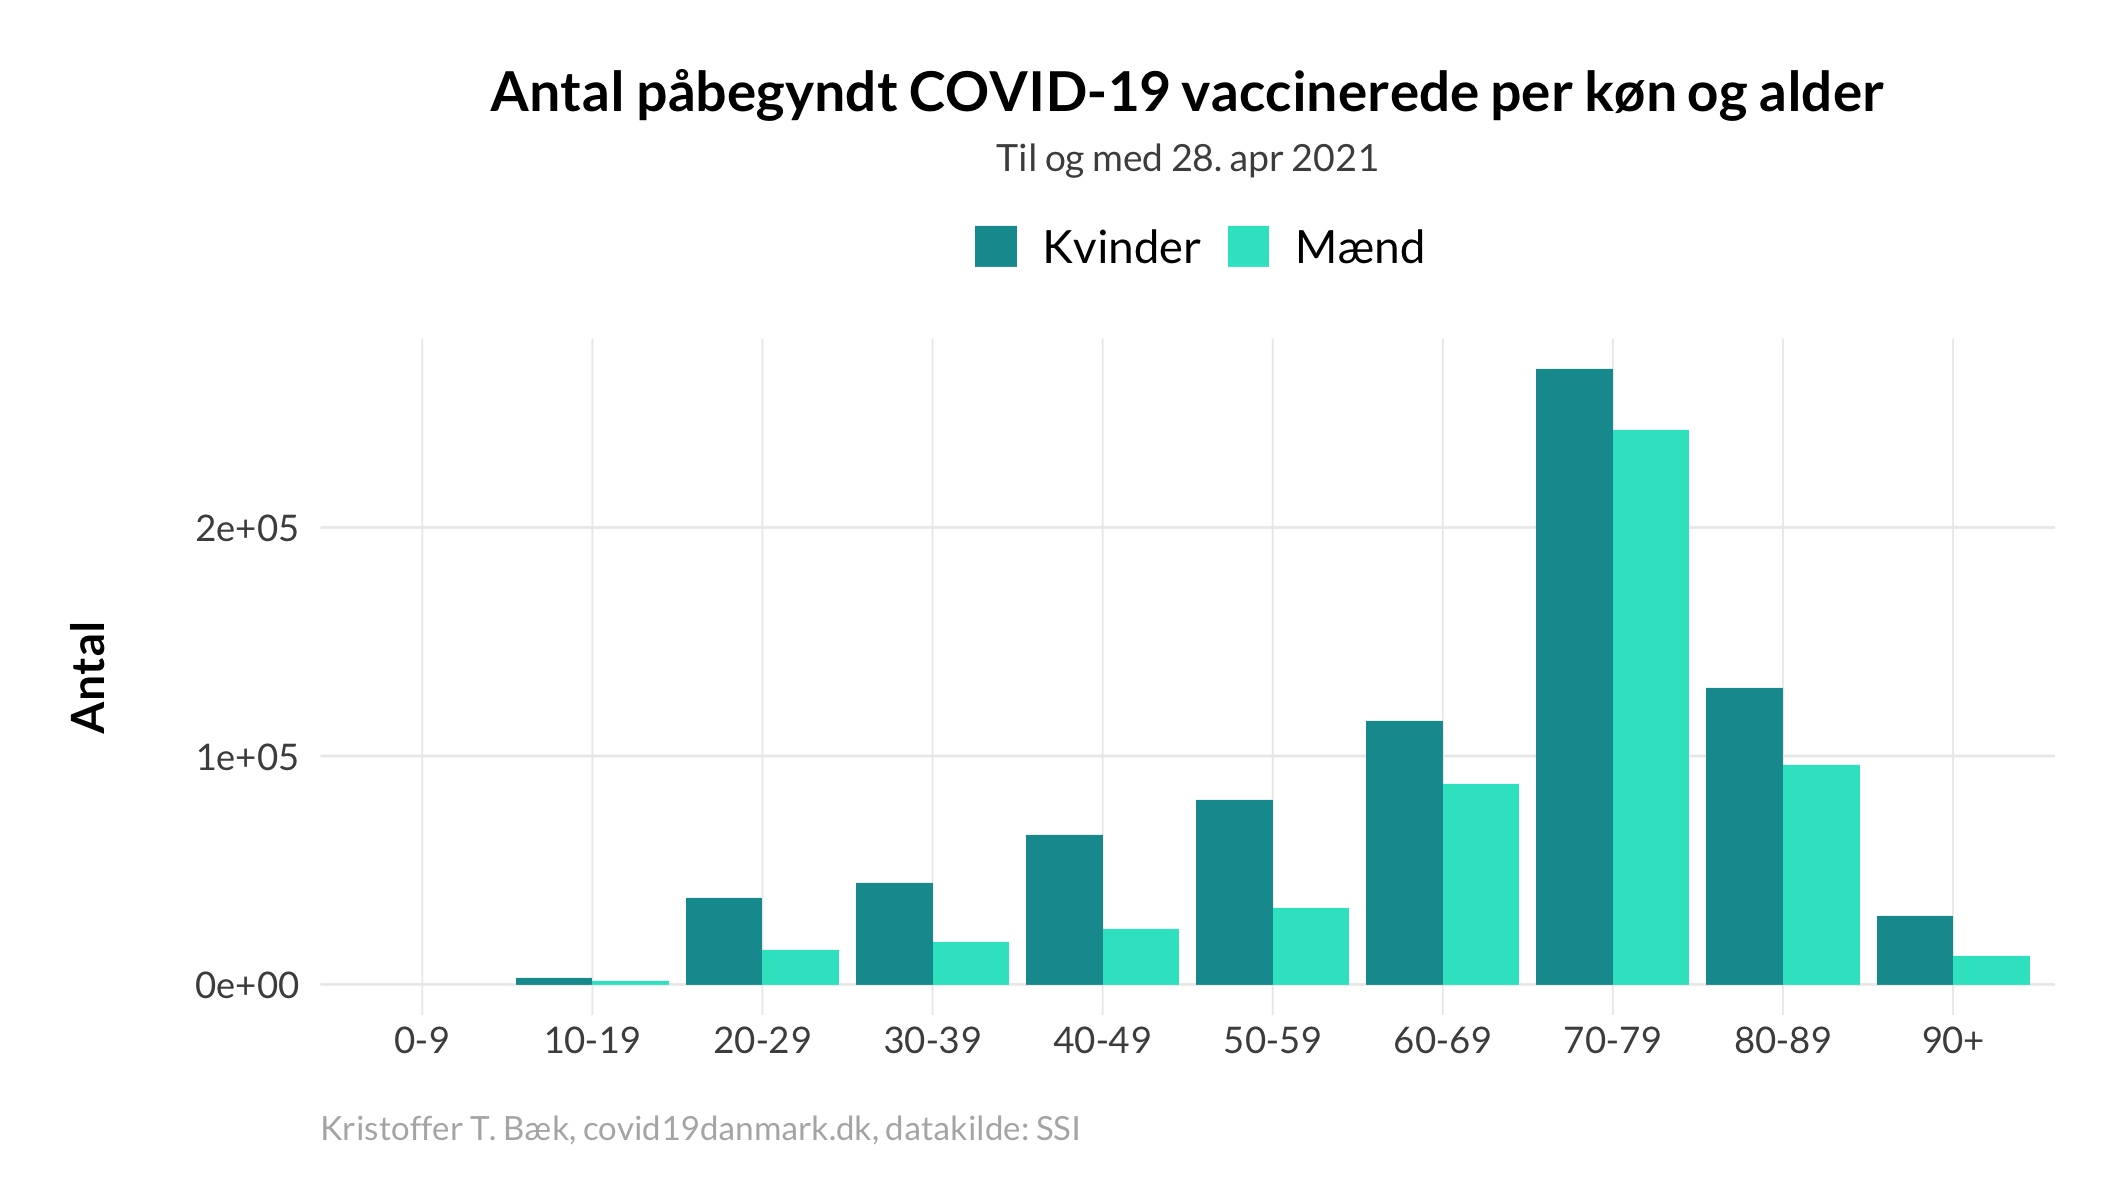 Antal påbegyndt COVID-19 vaccinerede per køn og alder
Til og med 28. apr 2021
Kvinder Mænd
Antal
2e+05
1e+05
0e+00
0-9 10-19 20-29 30-39 40-49 50-59 60-69 70-79 80-89 90+
Kristoffer T. Bæk, covid19danmark.dk, datakilde: SSI